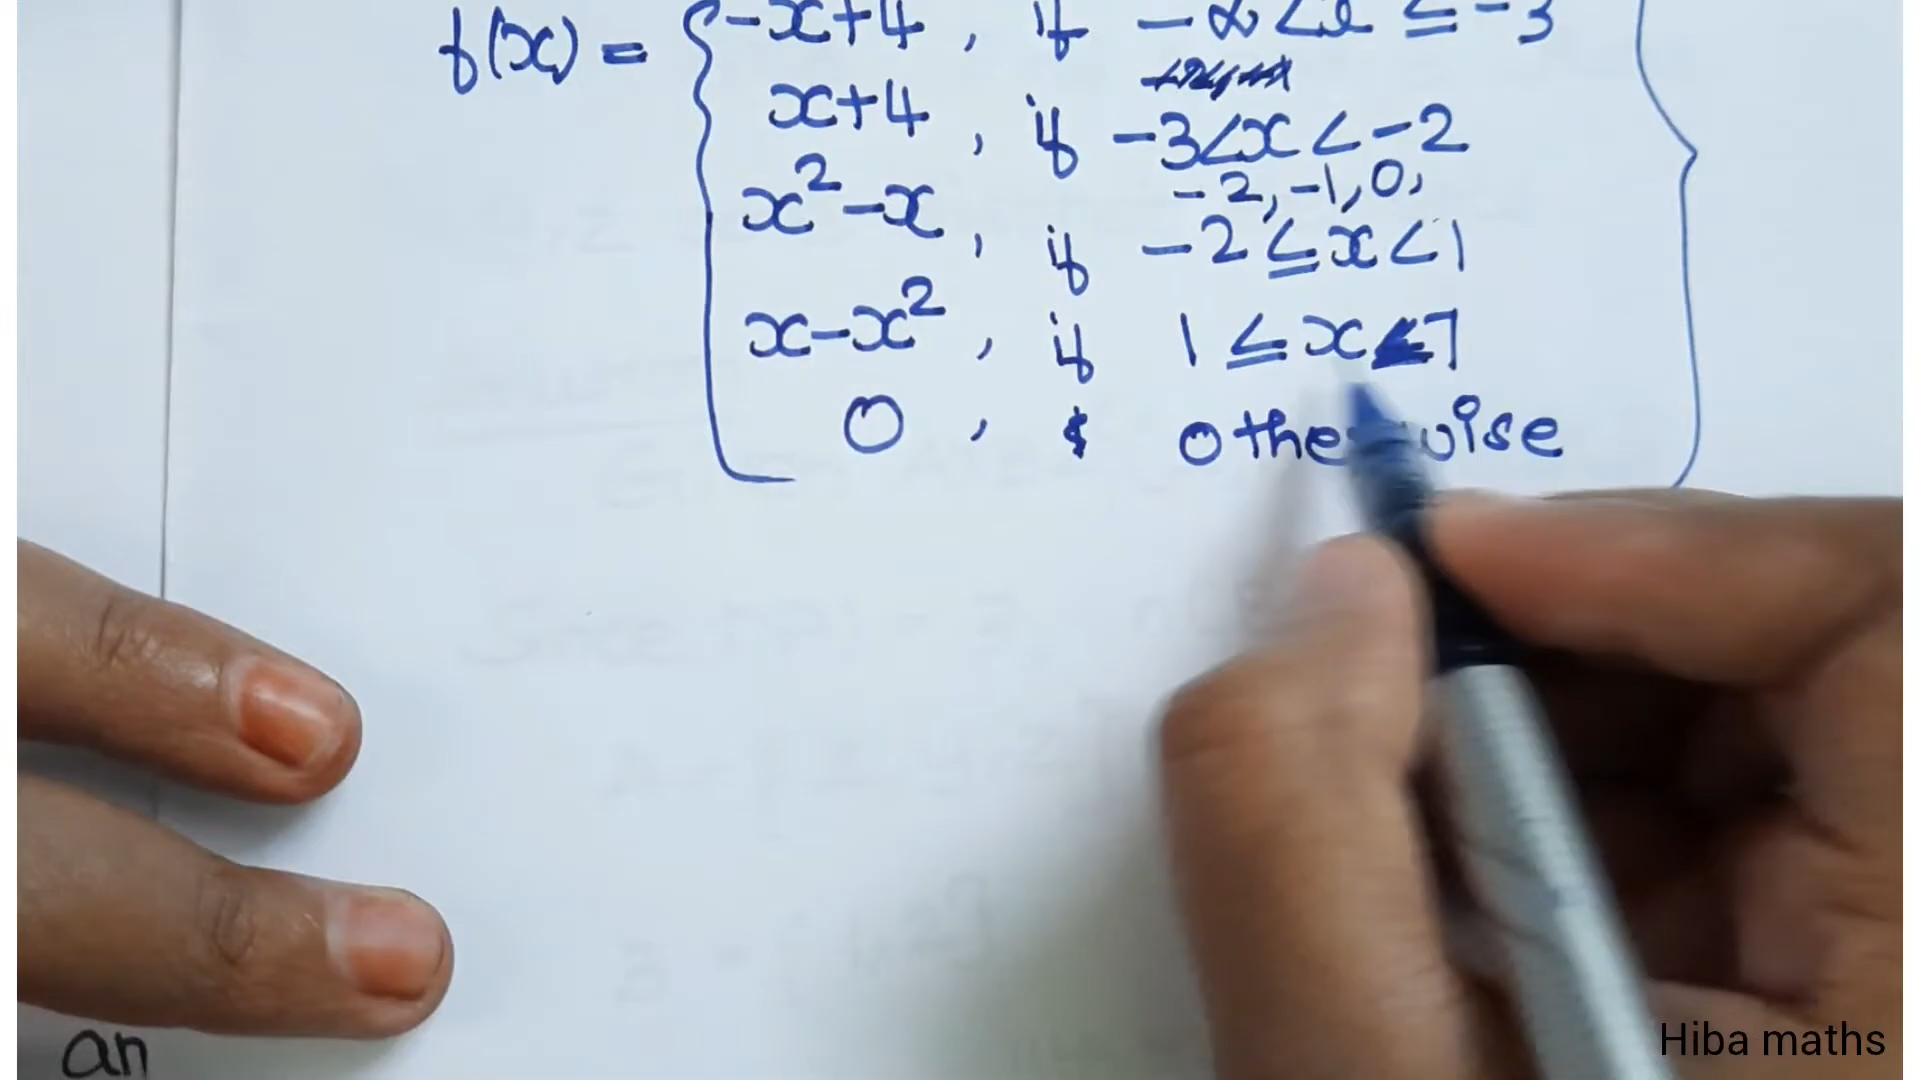 f(x) = { -x+4 , if -∞ < x ≤ -3
x+4 , if -3<x<-2
-2, -1, 0,
x²-x , if -2 ≤ x < 1
x-x² , if 1 ≤ x < 7
0 , otherwise
an
Hiba maths